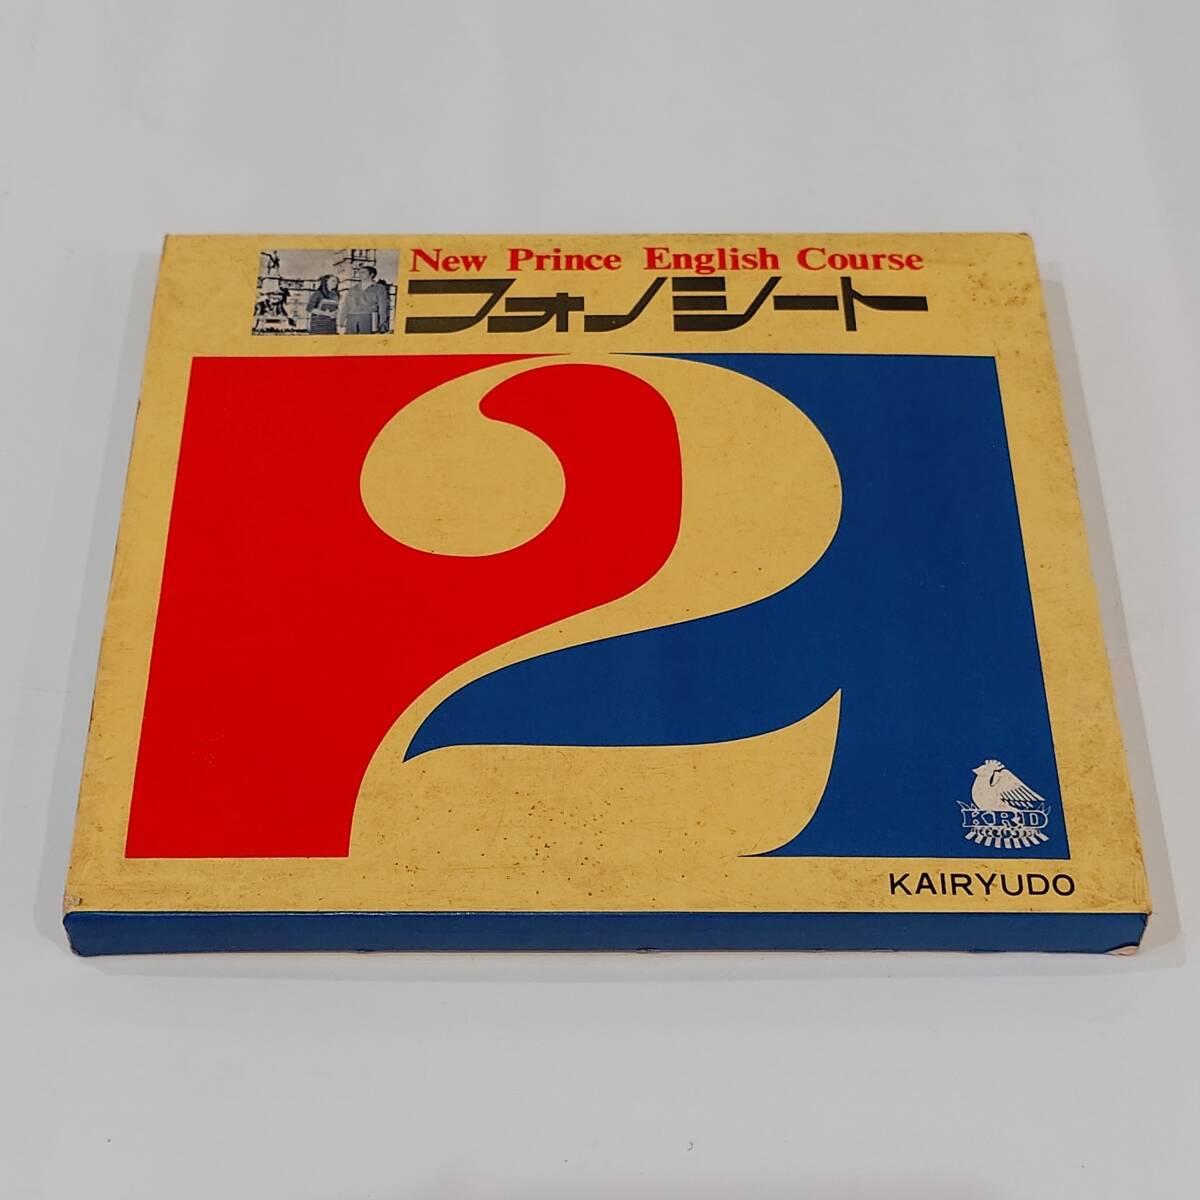 New Prince English Course
フォノシート
2
KRD
KAIRYUDO